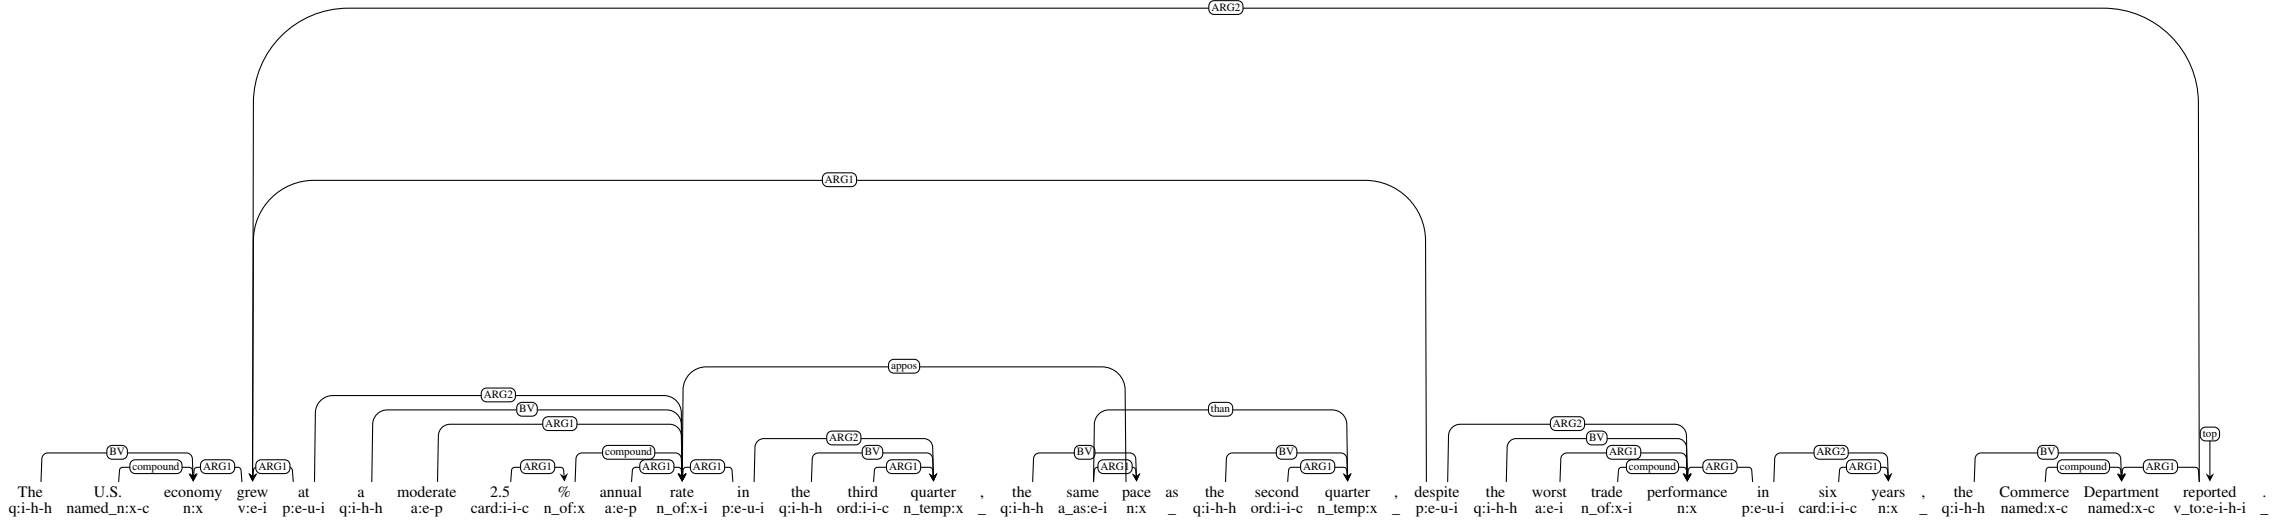 ARG2
ARG1
appos
ARG2
BV than
ARG1 ARG2
top
ARG2 BV
BV compound BV BV BV BV ARG1 ARG2 BV
compound ARG1 ARG1 ARG1 ARG1 ARG1 ARG1 ARG1 ARG1 compound ARG1 ARG1 compound ARG1
The U.S. economy grew at a moderate 2.5 % annual rate in the third quarter , the same pace as the second quarter , despite the worst trade performance in six years , the Commerce Department reported .
q:i-h-h named_n:x-c n:x v:e-i p:e-u-i q:i-h-h a:e-p card:i-i-c n_of:x a:e-p n_of:x-i p:e-u-i q:i-h-h ord:i-i-c n_temp:x _ q:i-h-h a_as:e-i n:x _ q:i-h-h ord:i-i-c n_temp:x _ p:e-u-i q:i-h-h a:e-i n_of:x-i n:x p:e-u-i card:i-i-c n:x _ q:i-h-h named:x-c named:x-c v_to:e-i-h-i _